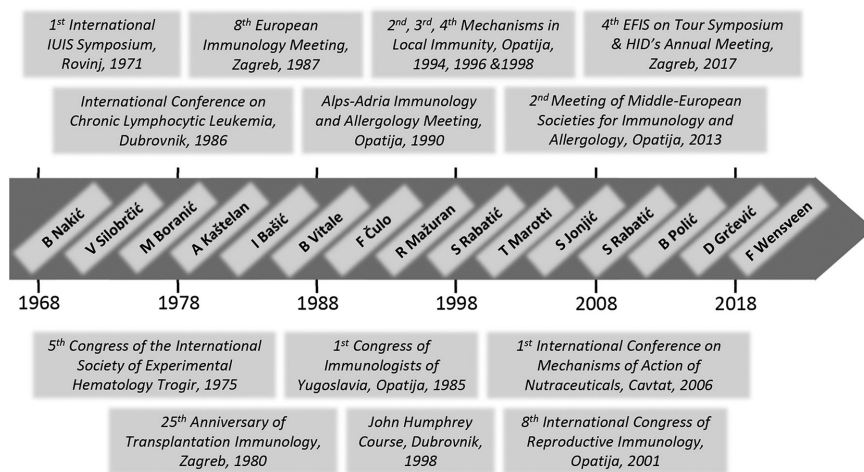 1st International
IUIS Symposium,
Rovinj, 1971
8th European
Immunology Meeting,
Zagreb, 1987
2nd, 3rd, 4th Mechanisms in
Local Immunity, Opatija,
1994, 1996 &1998
4th EFIS on Tour Symposium
& HID's Annual Meeting,
Zagreb, 2017
International Conference on
Chronic Lymphocytic Leukemia,
Dubrovnik, 1986
Alps-Adria Immunology
and Allergology Meeting,
Opatija, 1990
2nd Meeting of Middle-European
Societies for Immunology and
Allergology, Opatija, 2013
B Nakić
V Silobrčić
M Boranić
A Kaštelan
I Bašić
B Vitale
F Čulo
R Mažuran
S Rabatić
T Marotti
S Jonjić
S Rabatić
B Polić
D Grčević
F Wensveen
1968 1978 1988 1998 2008 2018
5th Congress of the International
Society of Experimental
Hematology Trogir, 1975
1st Congress of
Immunologists of
Yugoslavia, Opatija, 1985
1st International Conference on
Mechanisms of Action of
Nutraceuticals, Cavtat, 2006
25th Anniversary of
Transplantation Immunology,
Zagreb, 1980
John Humphrey
Course, Dubrovnik,
1998
8th International Congress of
Reproductive Immunology,
Opatija, 2001